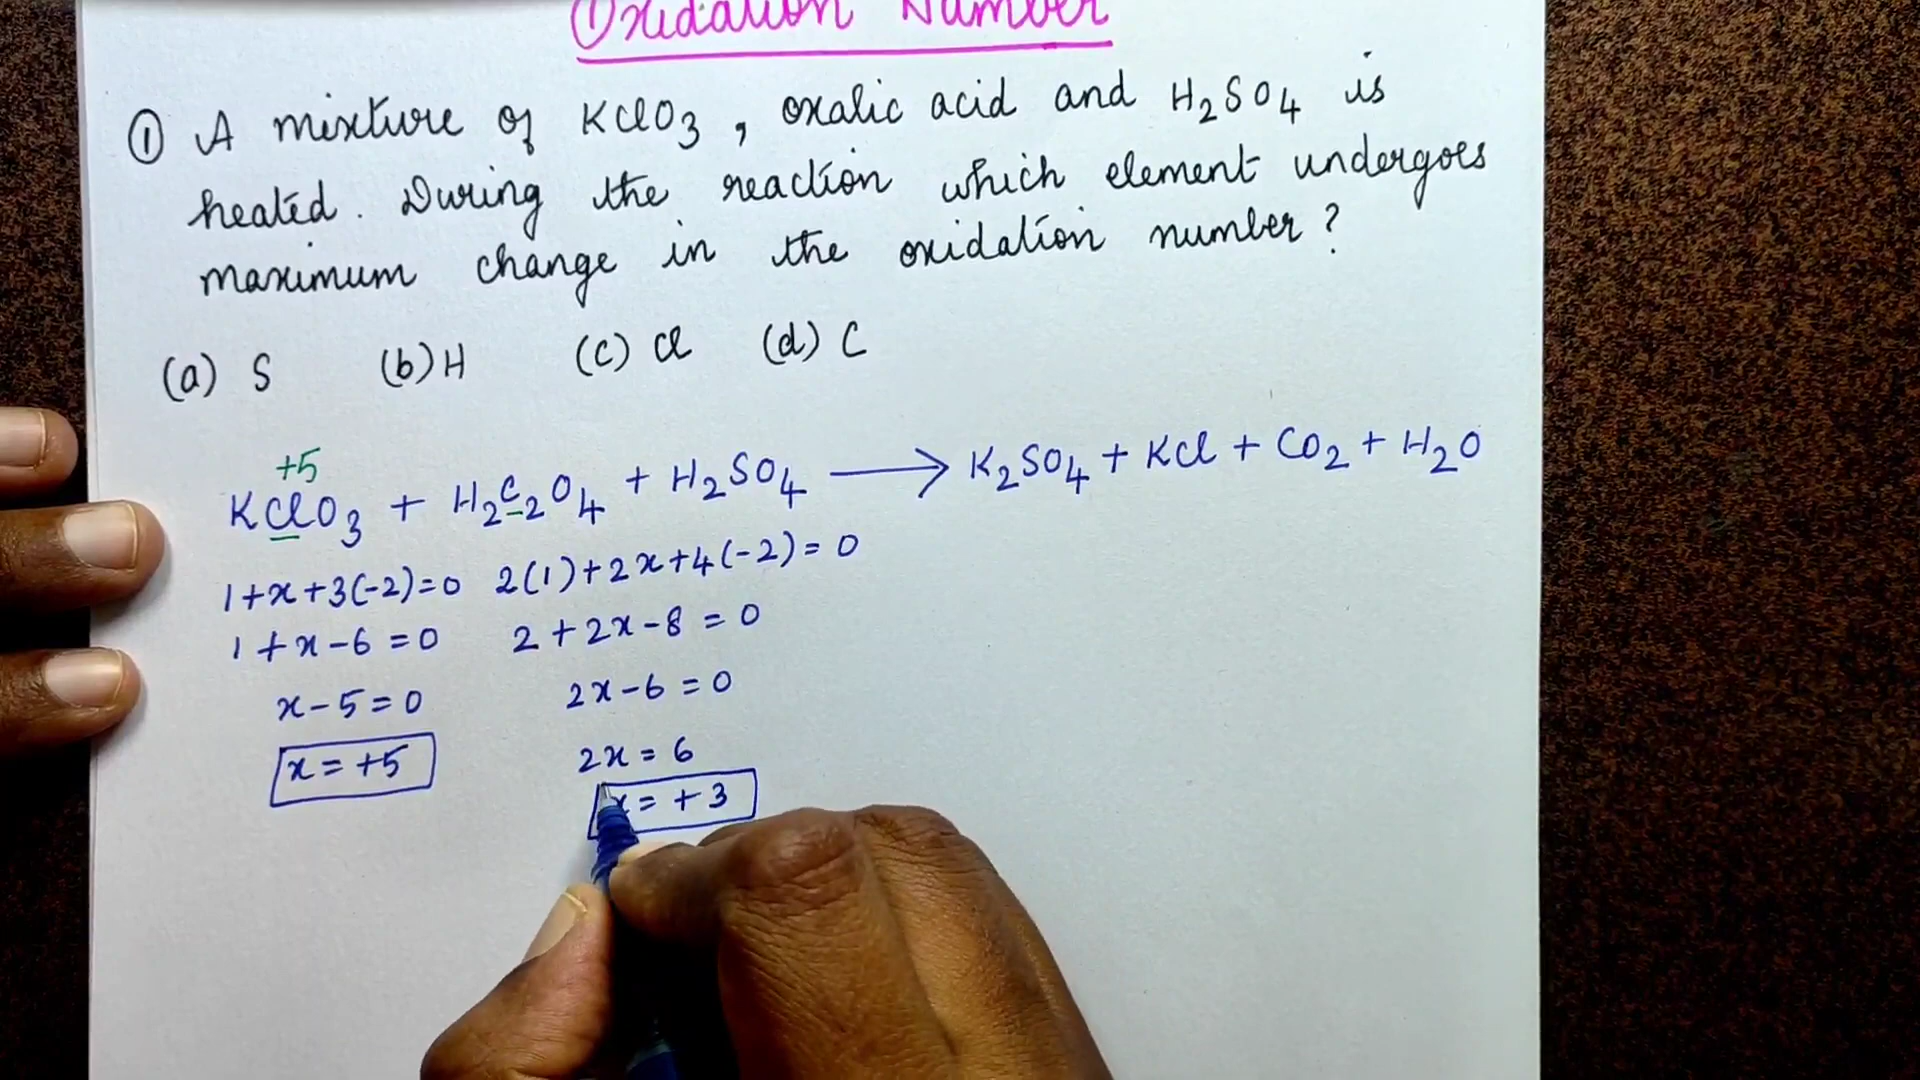 Oxidation Number
① A mixture of KClO3, oxalic acid and H2SO4 is
heated. During the reaction which element undergoes
maximum change in the oxidation number?
(a) S (b) H (c) Cl (d) C
+5
KClO3 + H2C2O4 + H2SO4 ⟶ K2SO4 + KCl + CO2 + H2O
1+x+3(-2)=0 2(1)+2x+4(-2)=0
1+x-6=0 2+2x-8=0
x-5=0 2x-6=0
x=+5 2x=6
x=+3